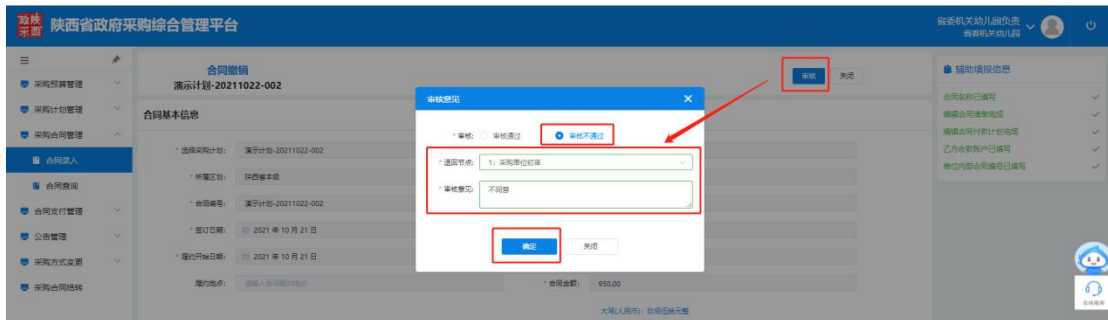 政陕
采西
陕西省政府采购综合管理平台
省委机关幼儿园负责
省委机关幼儿园
采购预算管理
采购计划管理
采购合同管理
合同录入
合同查询
合同支付管理
公告管理
采购方式变更
采购合同结转
合同撤销
演示计划-20211022-002
审核
关闭
合同基本信息
* 选择采购计划: 演示计划-20211022-002
* 所属区划: 陕西省本级
* 合同编号: 演示计划-20211022-002
* 签订日期: 2021 年 10 月 21 日
* 履约开始日期: 2021 年 10 月 21 日
履约地点:
* 合同金额: 950.00
大写(人民币): 玖佰伍拾元整
审核意见
* 审核: 审核通过 审核不通过
* 退回节点: 1: 采购单位初审
* 审核意见: 不同意
确定
关闭
辅助填报信息
合同名称已填写
编辑合同清单完成
编辑合同付款计划完成
乙方收款账户已填写
单位内部合同编号已填写